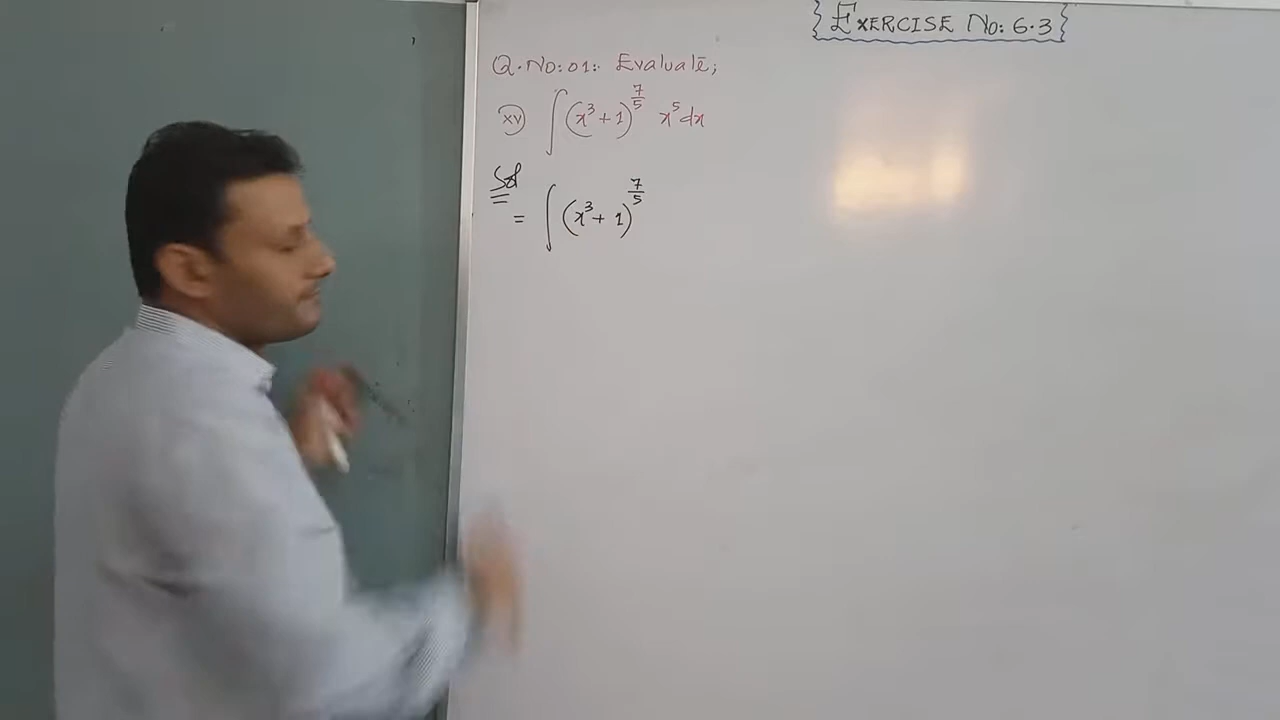 EXERCISE No: 6.3
Q.No:01:. Evaluate;
(xv) ∫(x³+1)^(7/5) x⁵dx
Sol
= ∫(x³+1)^(7/5)